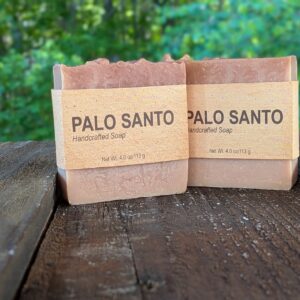 PALO SANTO
Handcrafted Soap
Net Wt. 4.0 oz/113 g
PALO SANTO
Handcrafted Soap
Net Wt. 4.0 oz/113 g